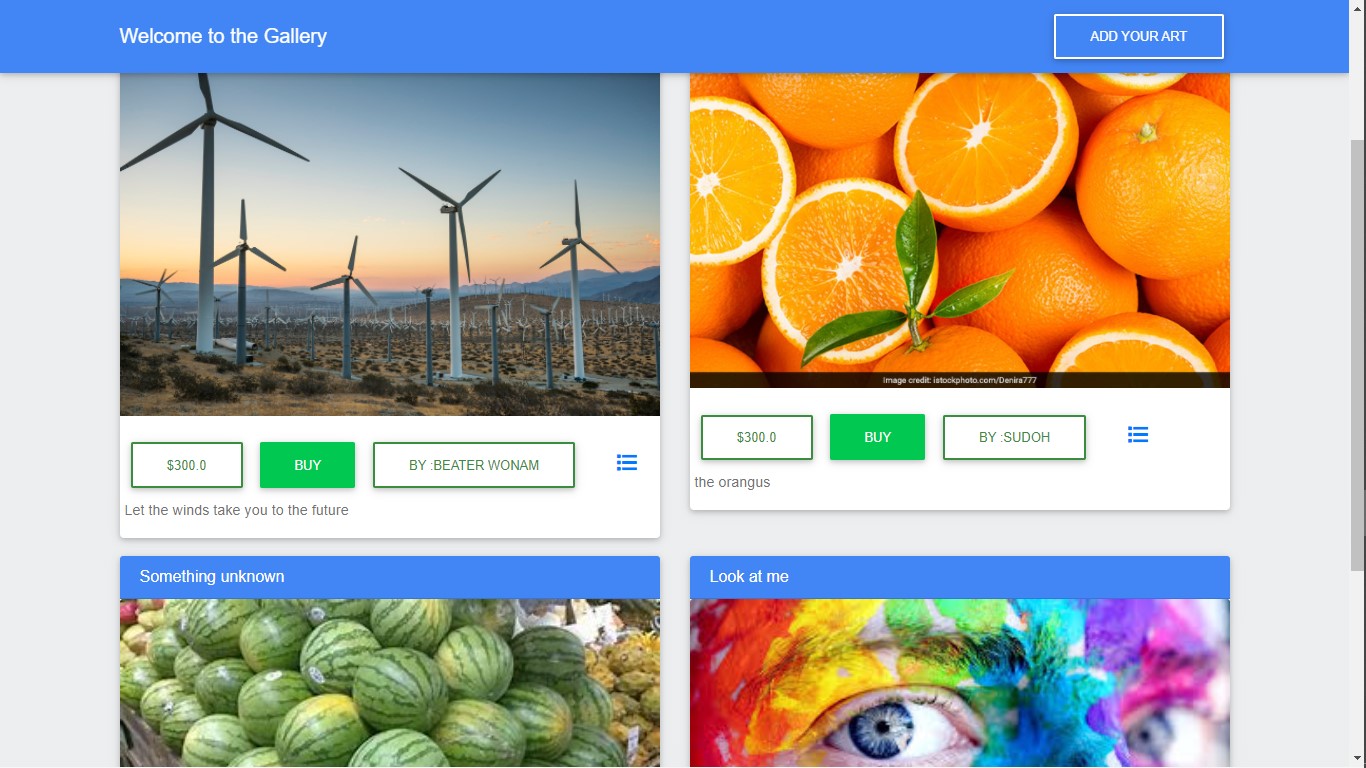 Welcome to the Gallery
ADD YOUR ART
Image credit: istockphoto.com/Denira777
$300.0
BUY
BY :BEATER WONAM
Let the winds take you to the future
$300.0
BUY
BY :SUDOH
the orangus
Something unknown
Look at me